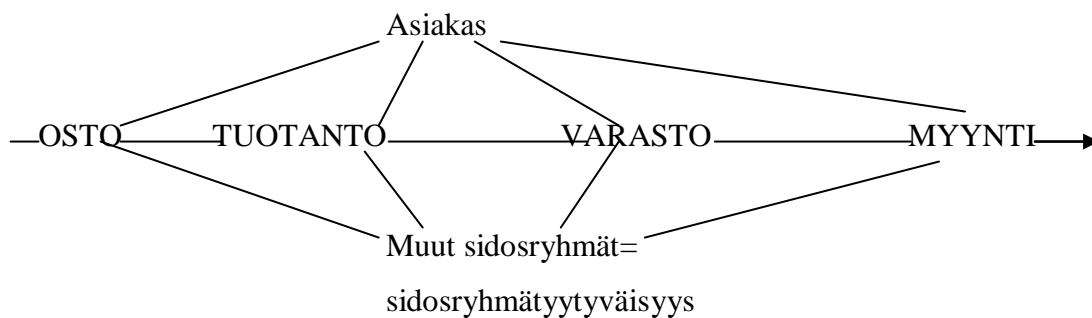 Asiakas
OSTO TUOTANTO VARASTO MYYNTI
Muut sidosryhmät=
sidosryhmätyytyväisyys